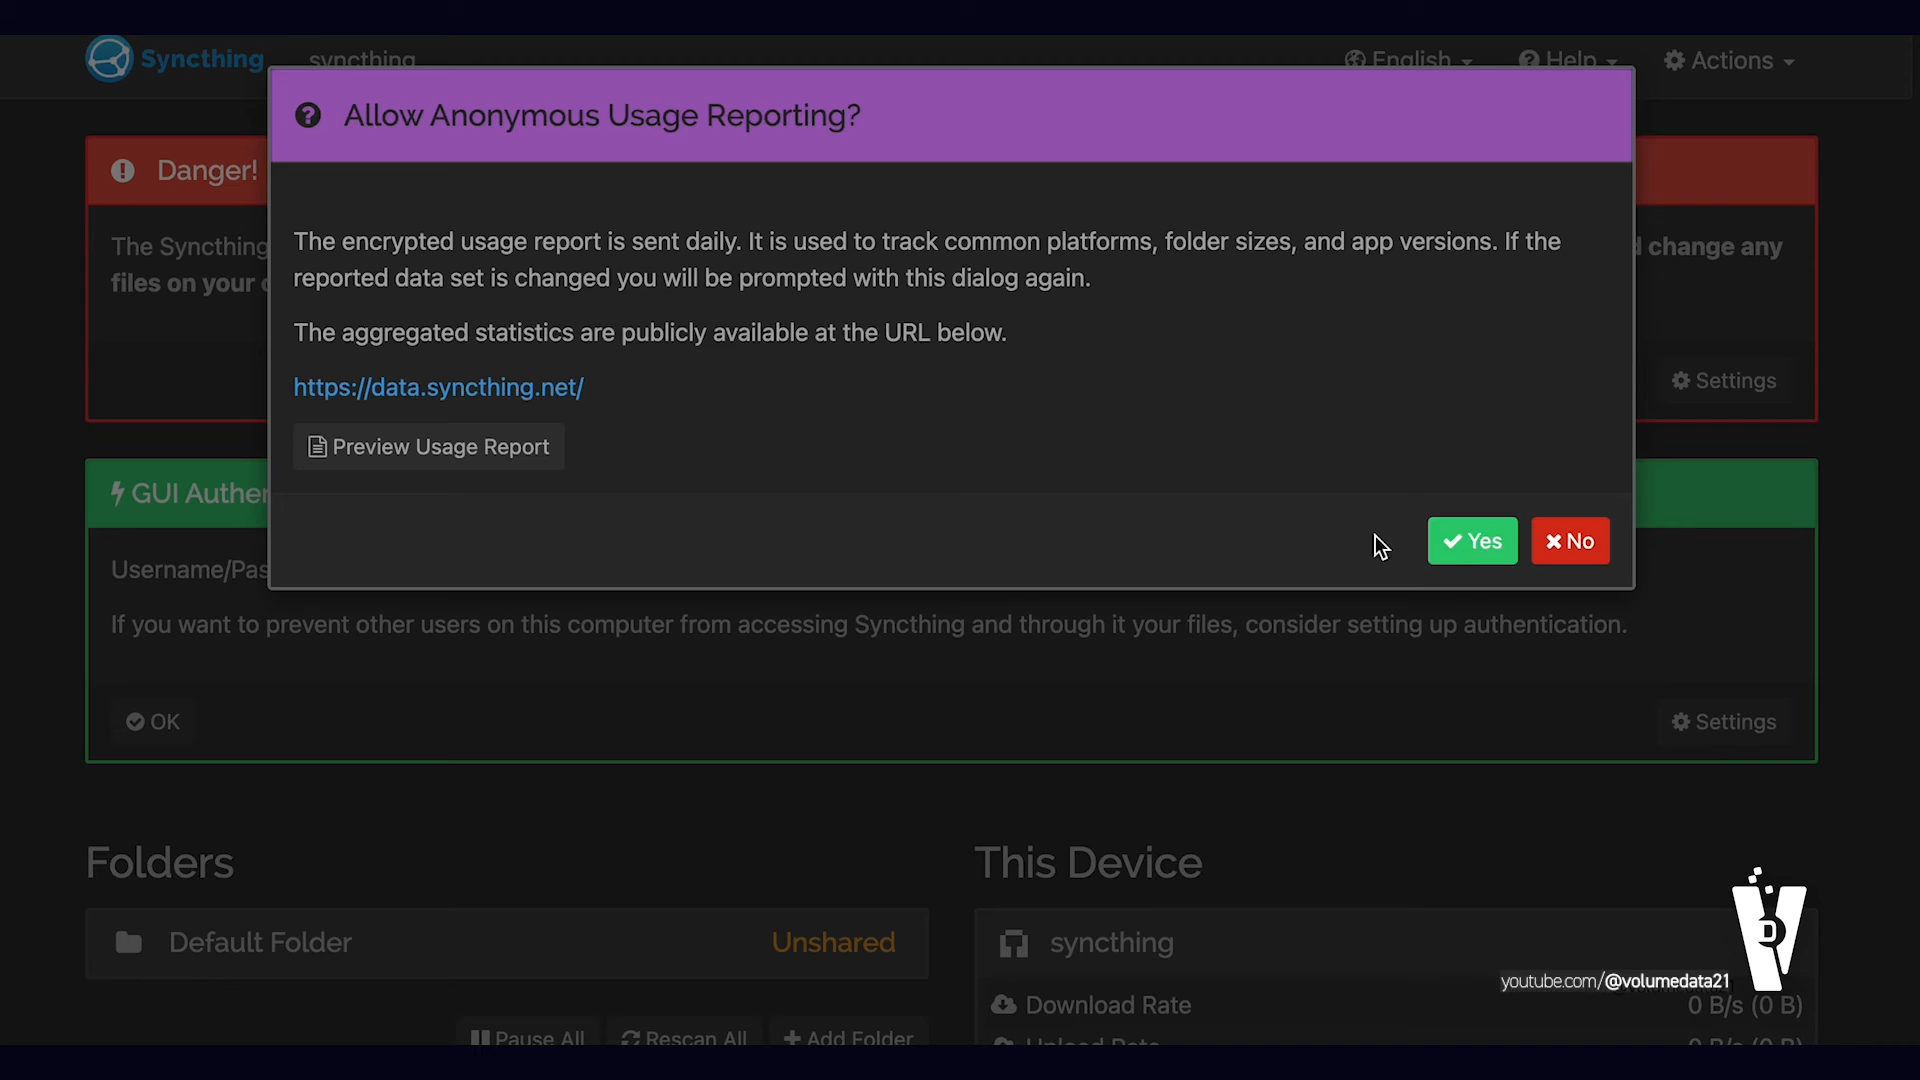 Syncthing syncthing English Help Actions
Allow Anonymous Usage Reporting?
Danger!
The encrypted usage report is sent daily. It is used to track common platforms, folder sizes, and app versions. If the
reported data set is changed you will be prompted with this dialog again.
The Syncthing
d change any
files on your
The aggregated statistics are publicly available at the URL below.
https://data.syncthing.net/
Settings
Preview Usage Report
GUI Authen
Yes No
Username/Pas
If you want to prevent other users on this computer from accessing Syncthing and through it your files, consider setting up authentication.
OK Settings
Folders
Default Folder Unshared
Pause All Rescan All Add Folder
This Device
syncthing
youtube.com/@volumedata21
Download Rate 0 B/s (0 B)
Upload Rate 0 B/s (0 B)